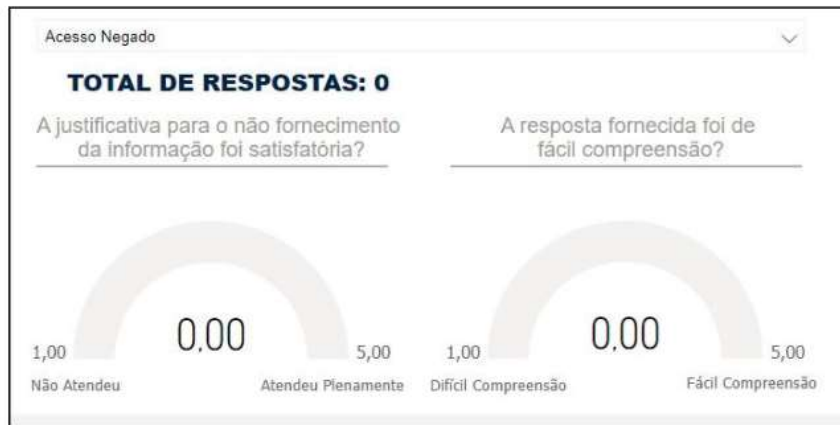 Acesso Negado
TOTAL DE RESPOSTAS: 0
A justificativa para o não fornecimento
da informação foi satisfatória?
0,00
1,00
5,00
Não Atendeu
Atendeu Plenamente
A resposta fornecida foi de
fácil compreensão?
0,00
1,00
5,00
Difícil Compreensão
Fácil Compreensão